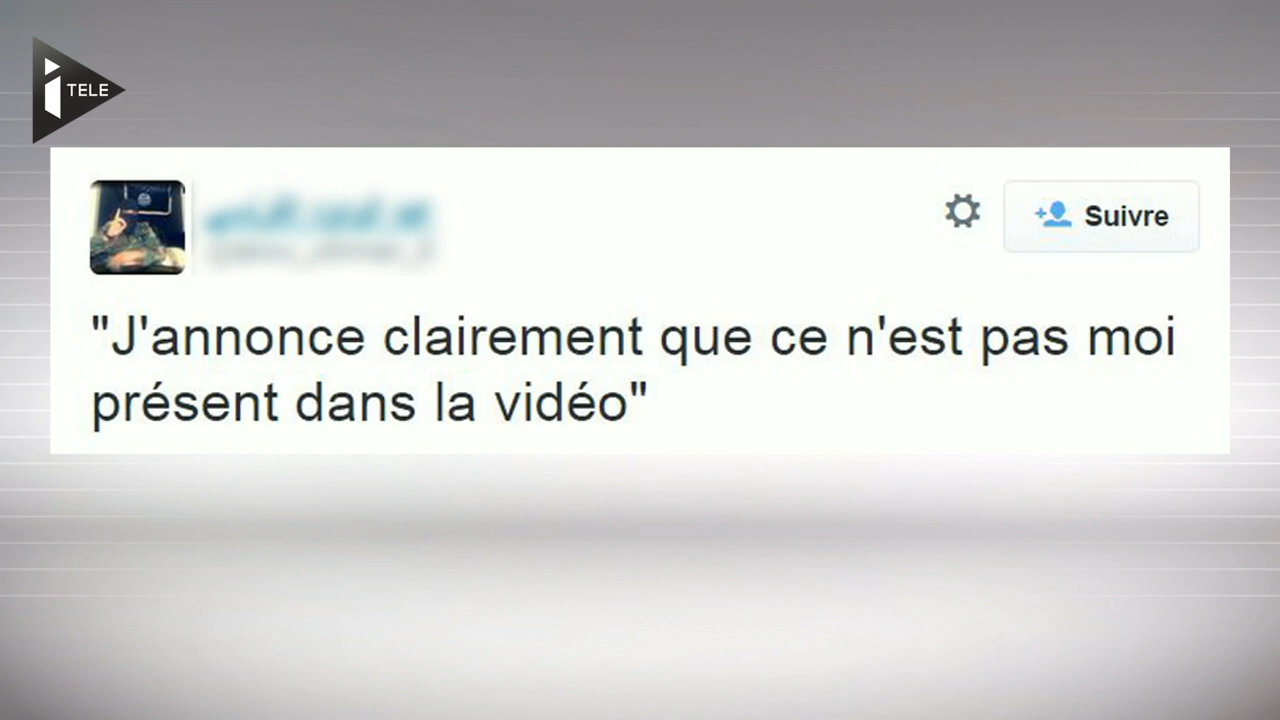 i
TELE
Suivre
"J'annonce clairement que ce n'est pas moi
présent dans la vidéo"